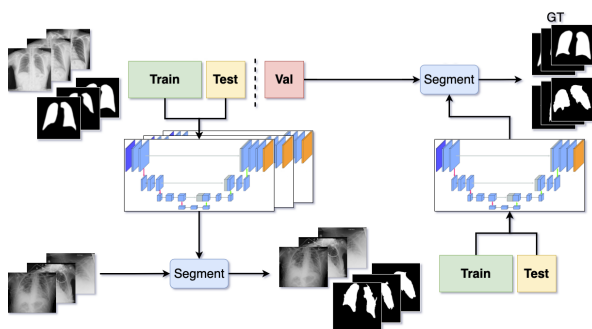 GT
Train
Test
Val
Segment
Segment
Train
Test